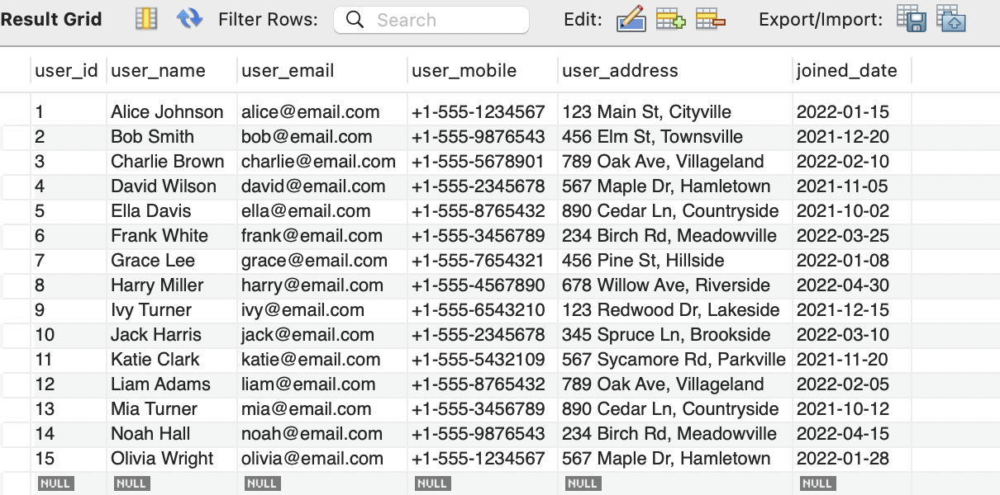 Result Grid Filter Rows: Search Edit: Export/Import:
user_id user_name user_email user_mobile user_address joined_date
1 Alice Johnson alice@email.com +1-555-1234567 123 Main St, Cityville 2022-01-15
2 Bob Smith bob@email.com +1-555-9876543 456 Elm St, Townsville 2021-12-20
3 Charlie Brown charlie@email.com +1-555-5678901 789 Oak Ave, Villageland 2022-02-10
4 David Wilson david@email.com +1-555-2345678 567 Maple Dr, Hamletown 2021-11-05
5 Ella Davis ella@email.com +1-555-8765432 890 Cedar Ln, Countryside 2021-10-02
6 Frank White frank@email.com +1-555-3456789 234 Birch Rd, Meadowville 2022-03-25
7 Grace Lee grace@email.com +1-555-7654321 456 Pine St, Hillside 2022-01-08
8 Harry Miller harry@email.com +1-555-4567890 678 Willow Ave, Riverside 2022-04-30
9 Ivy Turner ivy@email.com +1-555-6543210 123 Redwood Dr, Lakeside 2021-12-15
10 Jack Harris jack@email.com +1-555-2345678 345 Spruce Ln, Brookside 2022-03-10
11 Katie Clark katie@email.com +1-555-5432109 567 Sycamore Rd, Parkville 2021-11-20
12 Liam Adams liam@email.com +1-555-8765432 789 Oak Ave, Villageland 2022-02-05
13 Mia Turner mia@email.com +1-555-3456789 890 Cedar Ln, Countryside 2021-10-12
14 Noah Hall noah@email.com +1-555-9876543 234 Birch Rd, Meadowville 2022-04-15
15 Olivia Wright olivia@email.com +1-555-1234567 567 Maple Dr, Hamletown 2022-01-28
NULL NULL NULL NULL NULL NULL